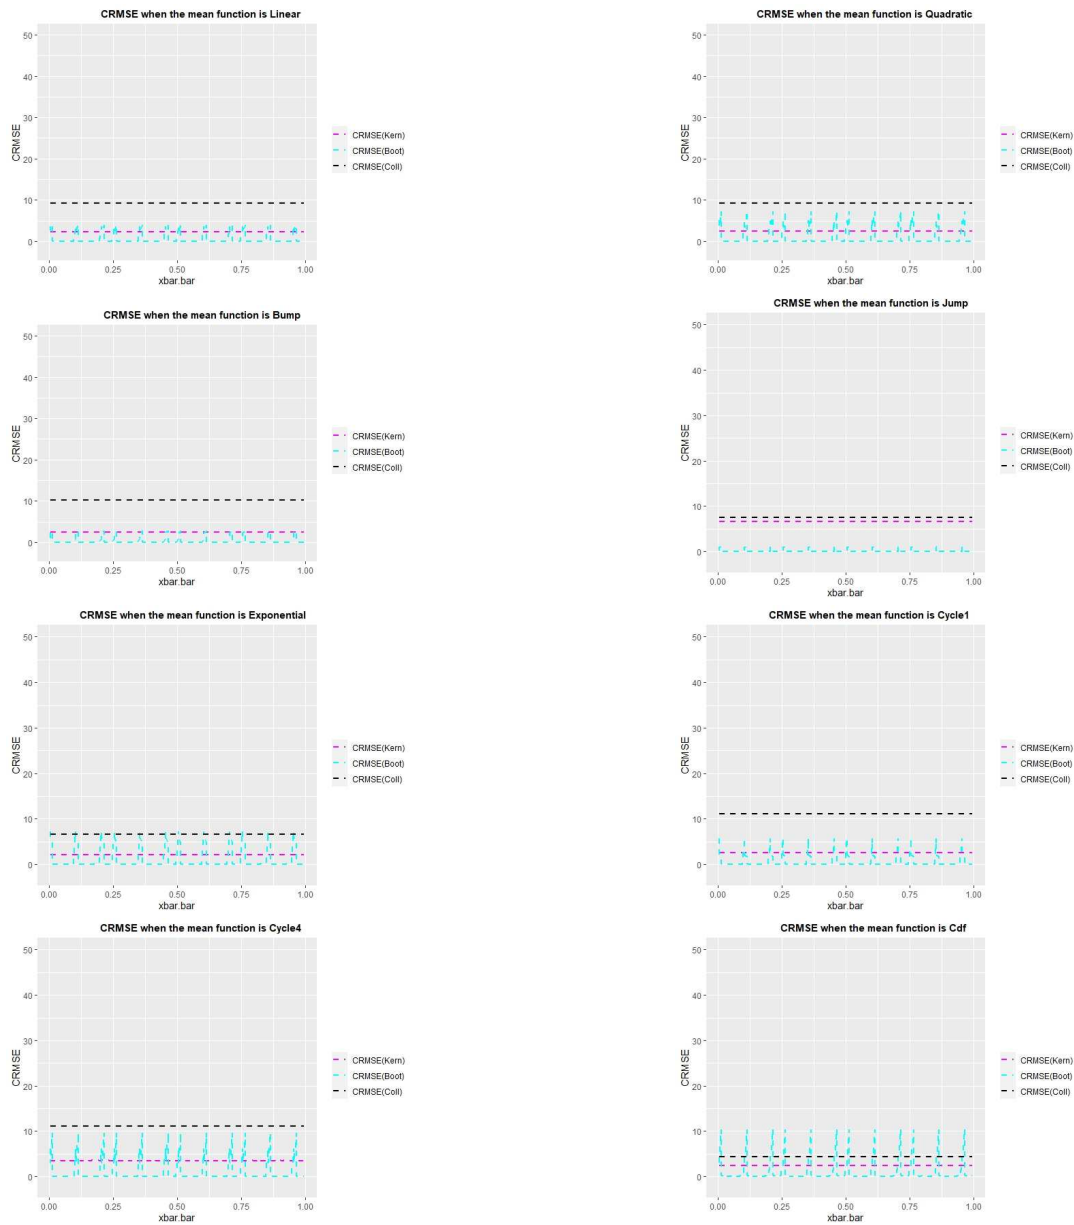 CRMSE when the mean function is Linear
50
40
30
20
10
0
CRMSE
0.00 0.25 0.50 0.75 1.00
xbar.bar
CRMSE(Kern)
CRMSE(Boot)
CRMSE(Coll)
CRMSE when the mean function is Quadratic
50
40
30
20
10
0
CRMSE
0.00 0.25 0.50 0.75 1.00
xbar.bar
CRMSE(Kern)
CRMSE(Boot)
CRMSE(Coll)
CRMSE when the mean function is Bump
50
40
30
20
10
0
CRMSE
0.00 0.25 0.50 0.75 1.00
xbar.bar
CRMSE(Kern)
CRMSE(Boot)
CRMSE(Coll)
CRMSE when the mean function is Jump
50
40
30
20
10
0
CRMSE
0.00 0.25 0.50 0.75 1.00
xbar.bar
CRMSE(Kern)
CRMSE(Boot)
CRMSE(Coll)
CRMSE when the mean function is Exponential
50
40
30
20
10
0
CRMSE
0.00 0.25 0.50 0.75 1.00
xbar.bar
CRMSE(Kern)
CRMSE(Boot)
CRMSE(Coll)
CRMSE when the mean function is Cycle1
50
40
30
20
10
0
CRMSE
0.00 0.25 0.50 0.75 1.00
xbar.bar
CRMSE(Kern)
CRMSE(Boot)
CRMSE(Coll)
CRMSE when the mean function is Cycle4
50
40
30
20
10
0
CRMSE
0.00 0.25 0.50 0.75 1.00
xbar.bar
CRMSE(Kern)
CRMSE(Boot)
CRMSE(Coll)
CRMSE when the mean function is Cdf
50
40
30
20
10
0
CRMSE
0.00 0.25 0.50 0.75 1.00
xbar.bar
CRMSE(Kern)
CRMSE(Boot)
CRMSE(Coll)